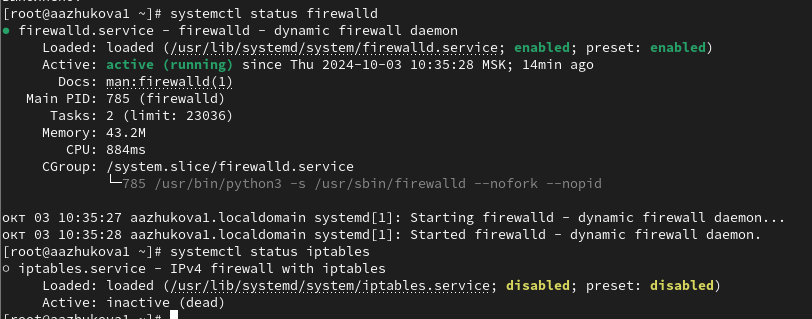 [root@aazhukova1 ~]# systemctl status firewalld
● firewalld.service - firewalld - dynamic firewall daemon
     Loaded: loaded (/usr/lib/systemd/system/firewalld.service; enabled; preset: enabled)
     Active: active (running) since Thu 2024-10-03 10:35:28 MSK; 14min ago
       Docs: man:firewalld(1)
   Main PID: 785 (firewalld)
      Tasks: 2 (limit: 23036)
     Memory: 43.2M
        CPU: 884ms
     CGroup: /system.slice/firewalld.service
             └─785 /usr/bin/python3 -s /usr/sbin/firewalld --nofork --nopid
окт 03 10:35:27 aazhukova1.localdomain systemd[1]: Starting firewalld - dynamic firewall daemon...
окт 03 10:35:28 aazhukova1.localdomain systemd[1]: Started firewalld - dynamic firewall daemon.
[root@aazhukova1 ~]# systemctl status iptables
○ iptables.service - IPv4 firewall with iptables
     Loaded: loaded (/usr/lib/systemd/system/iptables.service; disabled; preset: disabled)
     Active: inactive (dead)
[root@aazhukova1 ~]#